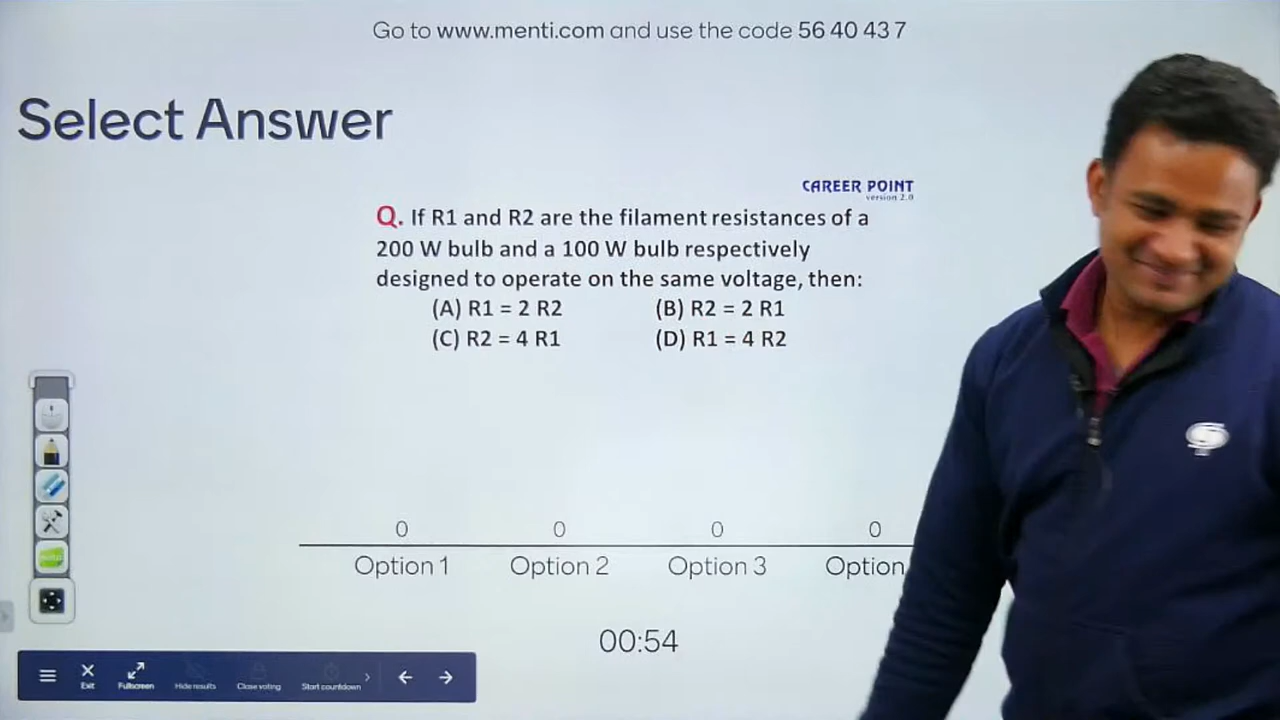 Go to www.menti.com and use the code 56 40 43 7
Select Answer
CAREER POINT
version 2.0
Q. If R1 and R2 are the filament resistances of a
200 W bulb and a 100 W bulb respectively
designed to operate on the same voltage, then:
(A) R1 = 2 R2 (B) R2 = 2 R1
(C) R2 = 4 R1 (D) R1 = 4 R2
0 0 0 0
Option 1 Option 2 Option 3 Option
00:54
Exit Fullscreen Hide results Close voting Start countdown